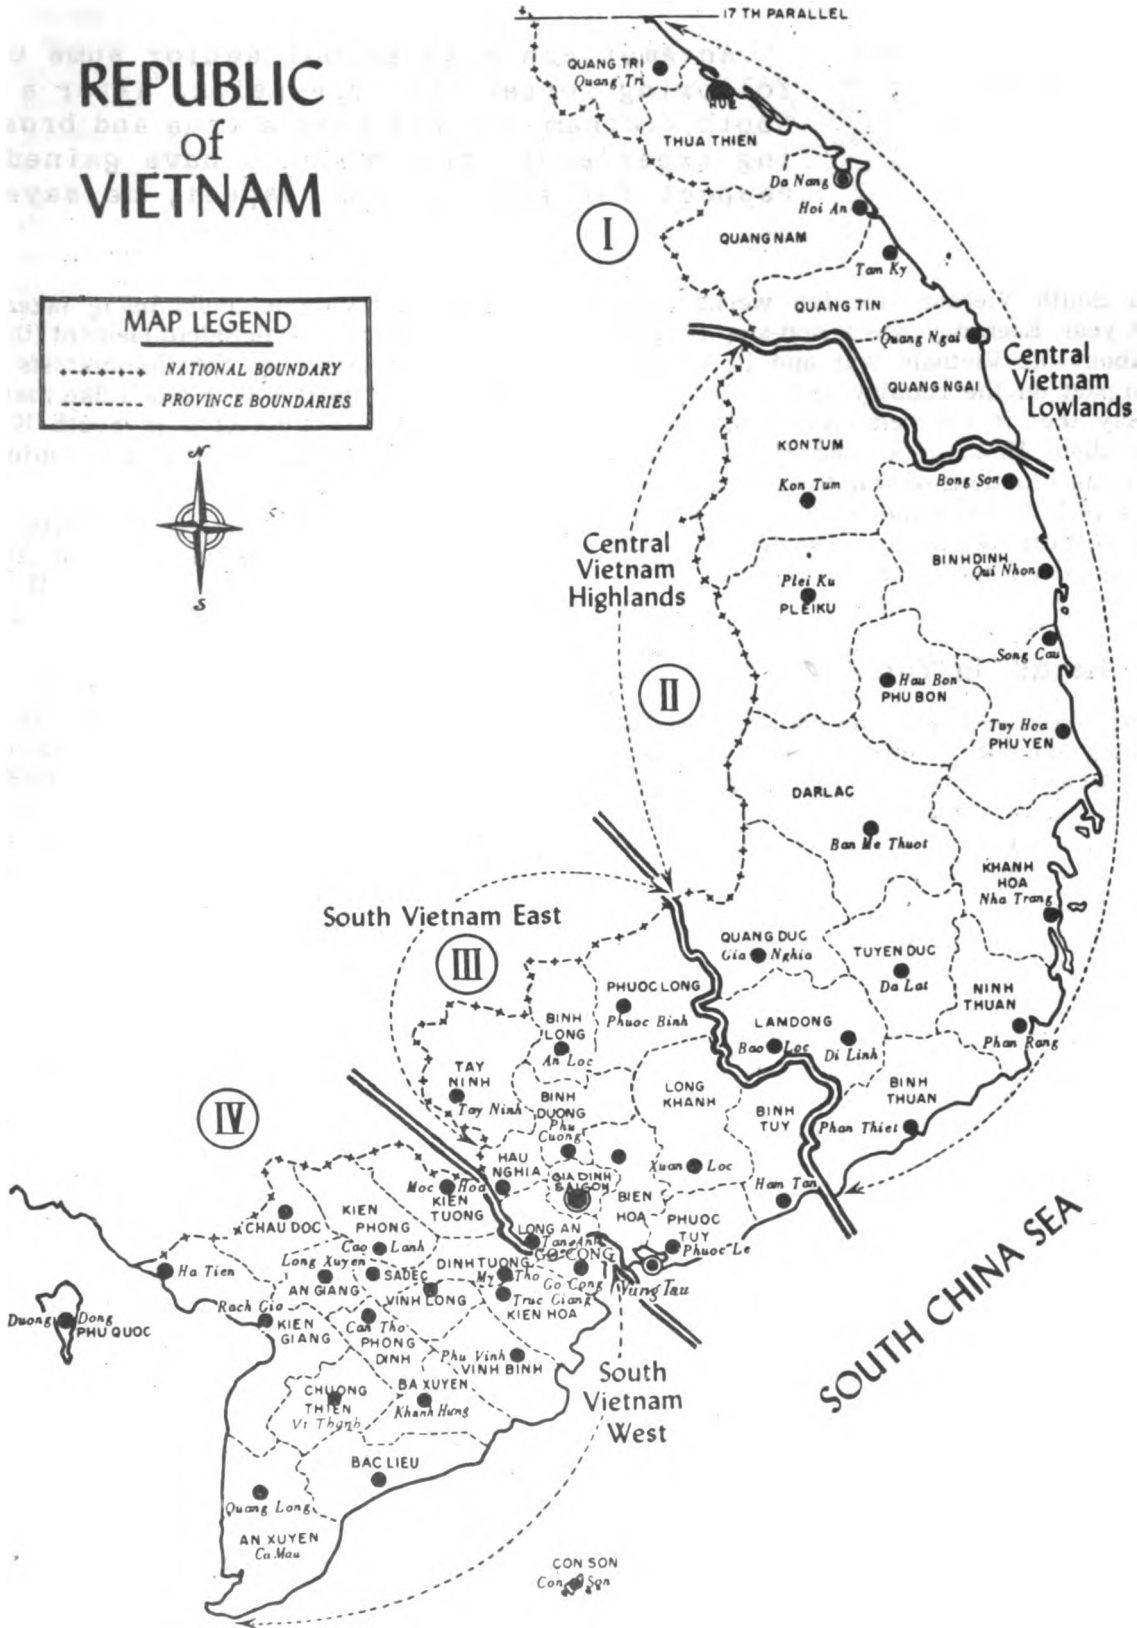 17 TH PARALLEL
REPUBLIC
of
VIETNAM
QUANG TRI
Quang Tri
HUE
THUA THIEN
Da Nang
Hoi An
I
QUANG NAM
Tam Ky
QUANG TIN
Quang Ngai
QUANG NGAI
Central
Vietnam
Lowlands
MAP LEGEND
NATIONAL BOUNDARY
PROVINCE BOUNDARIES
N
S
KONTUM
Kon Tum
Bong Son
Central
Vietnam
Highlands
BINH DINH
Qui Nhon
Plei Ku
PLEIKU
Song Cau
Hau Bon
PHU BON
II
Tuy Hoa
PHU YEN
DARLAC
Ban Me Thuot
KHANH
HOA
Nha Trang
South Vietnam East
III
QUANG DUC
Gia Nghia
TUYEN DUC
Da Lat
NINH
THUAN
Phan Rang
PHUOC LONG
Phuoc Binh
BINH
LONG
An Loc
LAMDONG
Bao Loc
Di Linh
TAY
NINH
Tay Ninh
BINH
DUONG
Phu
Cuong
LONG
KHANH
BINH
TUY
BINH
THUAN
Phan Thiet
IV
HAU
NGHIA
Xuan Loc
Ham Tan
GIA DINH
SAIGON
BIEN
HOA
PHUOC
TUY
Phuoc Le
Moc Hoa
KIEN
TUONG
KIEN
PHONG
Cao Lanh
CHAU DOC
LONG AN
Tan An
GO CONG
Go Cong
Vung Tau
Ha Tien
Long Xuyen
AN GIANG
SADEC
DINH TUONG
My Tho
VINH LONG
Truc Giang
KIEN HOA
Duong Dong
PHU QUOC
Rach Gia
KIEN
GIANG
Can Tho
PHONG
DINH
Phu Vinh
VINH BINH
CHUONG
THIEN
Vi Thanh
BA XUYEN
Khanh Hung
South
Vietnam
West
SOUTH CHINA SEA
BAC LIEU
Quang Long
AN XUYEN
Ca Mau
CON SON
Con Son